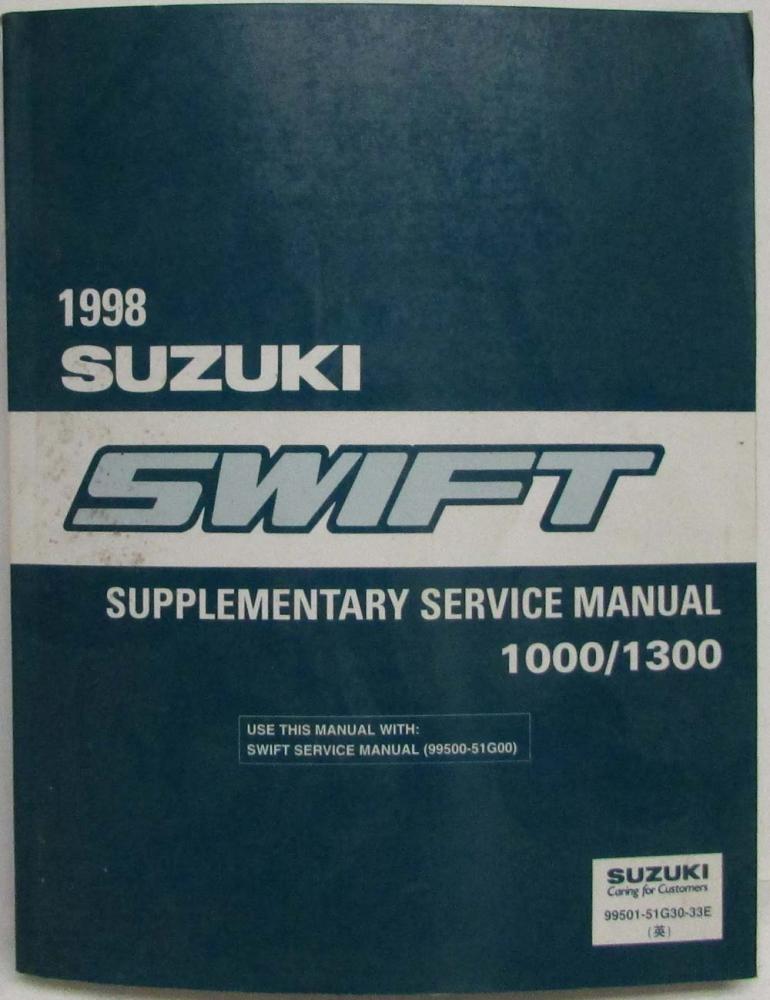 1998
SUZUKI
SWIFT
SUPPLEMENTARY SERVICE MANUAL
1000/1300
USE THIS MANUAL WITH:
SWIFT SERVICE MANUAL (99500-51G00)
SUZUKI
Caring for Customers
99501-51G30-33E
(英)